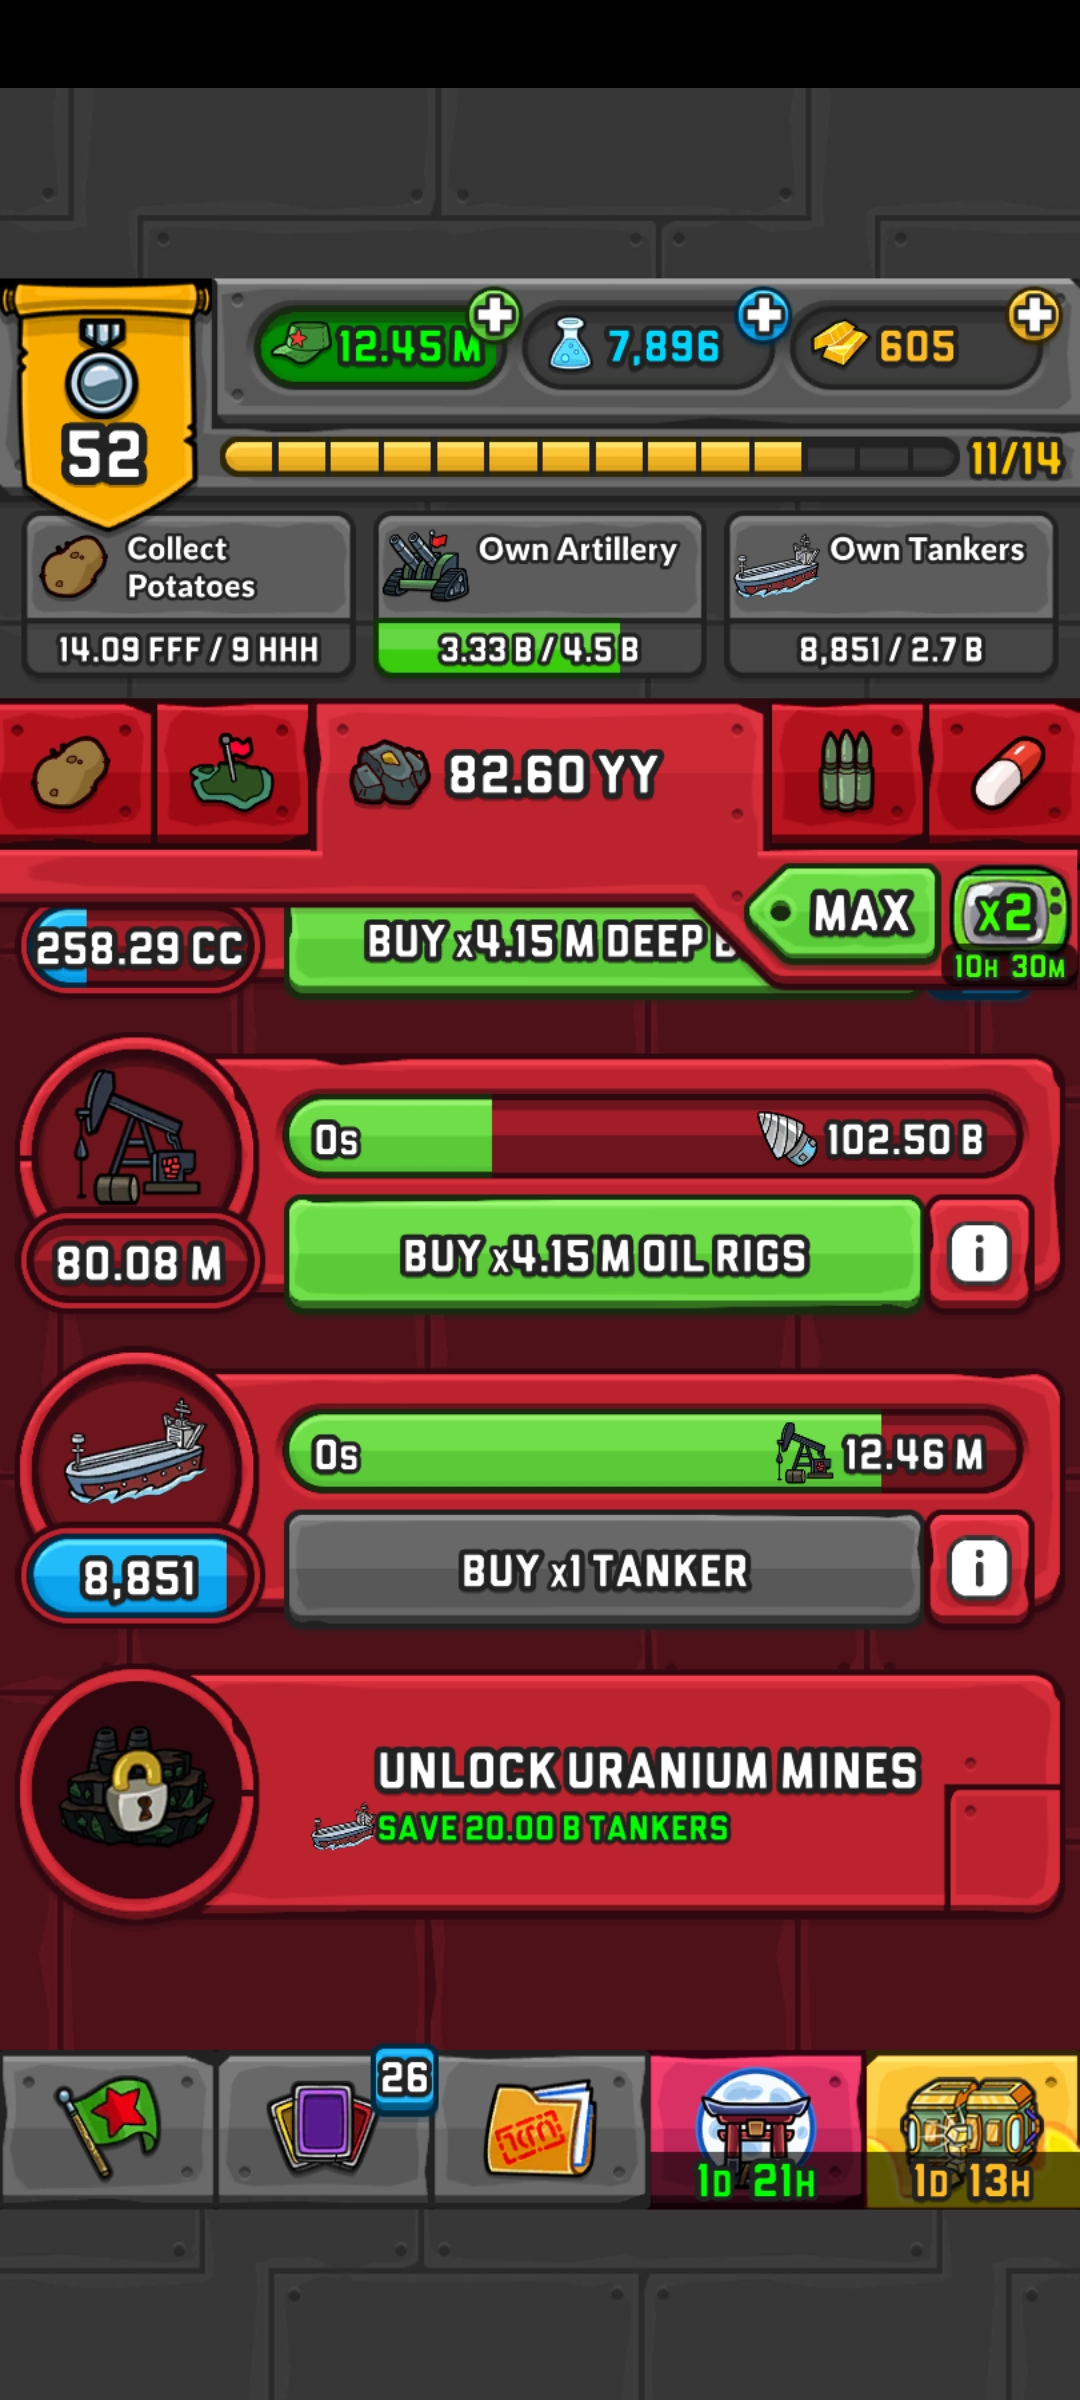 12.45 M
7,896
605
52
11/14
Collect
Potatoes
14.09 FFF / 9 HHH
Own Artillery
3.33 B / 4.5 B
Own Tankers
8,851 / 2.7 B
82.60 YY
MAX
x2
10H 30M
258.29 CC
BUY x4.15 M DEEP
0s
102.50 B
80.08 M
BUY x4.15 M OIL RIGS
i
0s
12.46 M
8,851
BUY x1 TANKER
i
UNLOCK URANIUM MINES
SAVE 20.00 B TANKERS
26
1D 21H
1D 13H